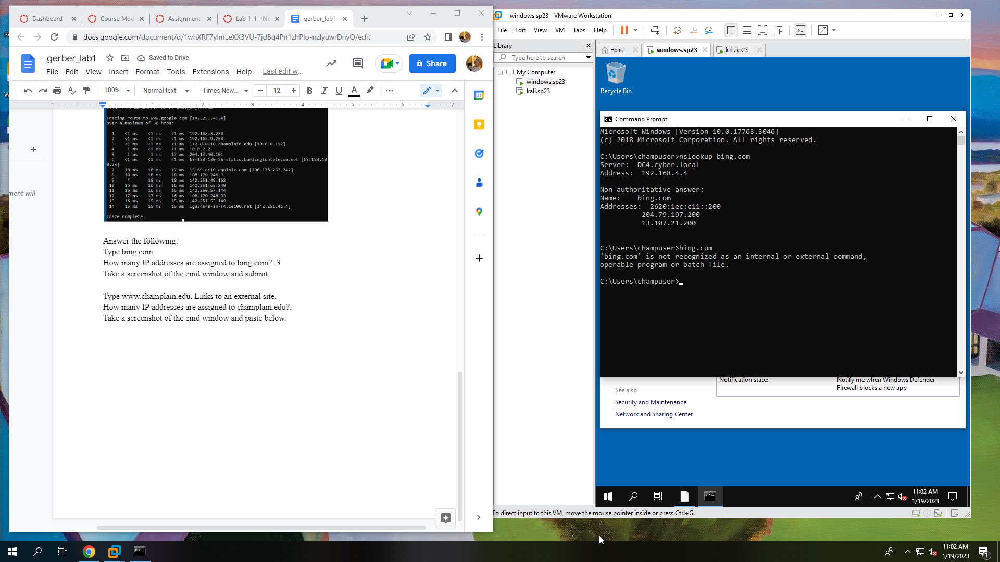 Dashboard
Course Mod
Assignment
Lab 1-1 - Ne
gerber_lab1
docs.google.com/document/d/1whXRF7ylmLeXX3VU-7jdBg4Pn1zhPlo-nzlyuwrDnyQ/edit
gerber_lab1
Saved to Drive
File Edit View Insert Format Tools Extensions Help Last edit w...
Share
100% Normal text Times New... 12 B I U A
1 1 2 3 4 5 6 7
Tracing route to www.google.com [142.251.41.4]
over a maximum of 30 hops:
1 <1 ms <1 ms <1 ms 192.168.3.250
2 <1 ms <1 ms <1 ms 192.168.9.253
3 <1 ms <1 ms <1 ms 112-0-0-10.champlain.edu [10.0.0.112]
4 1 ms <1 ms <1 ms 10.0.2.2
5 1 ms 1 ms 17 ms 204.13.40.101
6 <1 ms <1 ms <1 ms 65-183-130-25-static.burlingtontelecom.net [65.183.13
0.25]
7 18 ms 18 ms 17 ms 15169-dc10.equinix.com [206.126.237.242]
8 18 ms 18 ms 18 ms 108.170.246.3
9 * 18 ms 18 ms 142.251.49.162
10 16 ms 16 ms 16 ms 142.251.65.240
11 16 ms 16 ms 16 ms 142.250.57.144
12 17 ms 17 ms 16 ms 108.170.248.33
13 16 ms 15 ms 15 ms 142.251.53.149
14 16 ms 15 ms 15 ms lga34s40-in-f4.1e100.net [142.251.41.4]
Trace complete.
ment will
Answer the following:
Type bing.com
How many IP addresses are assigned to bing.com?: 3
Take a screenshot of the cmd window and submit.
Type www.champlain.edu. Links to an external site.
How many IP addresses are assigned to champlain.edu?:
Take a screenshot of the cmd window and paste below.
31
windows.sp23 - VMware Workstation
File Edit View VM Tabs Help
Library
Type here to search
My Computer
windows.sp23
kali.sp23
Home
windows.sp23
kali.sp23
Recycle Bin
Command Prompt
Microsoft Windows [Version 10.0.17763.3046]
(c) 2018 Microsoft Corporation. All rights reserved.
C:\Users\champuser>nslookup bing.com
Server: DC4.cyber.local
Address: 192.168.4.4
Non-authoritative answer:
Name: bing.com
Addresses: 2620:1ec:c11::200
204.79.197.200
13.107.21.200
C:\Users\champuser>bing.com
'bing.com' is not recognized as an internal or external command,
operable program or batch file.
C:\Users\champuser>
Notification state:
Notify me when Windows Defender
Firewall blocks a new app
See also
Security and Maintenance
Network and Sharing Center
11:02 AM
1/19/2023
To direct input to this VM, move the mouse pointer inside or press Ctrl+G.
11:02 AM
1/19/2023
1